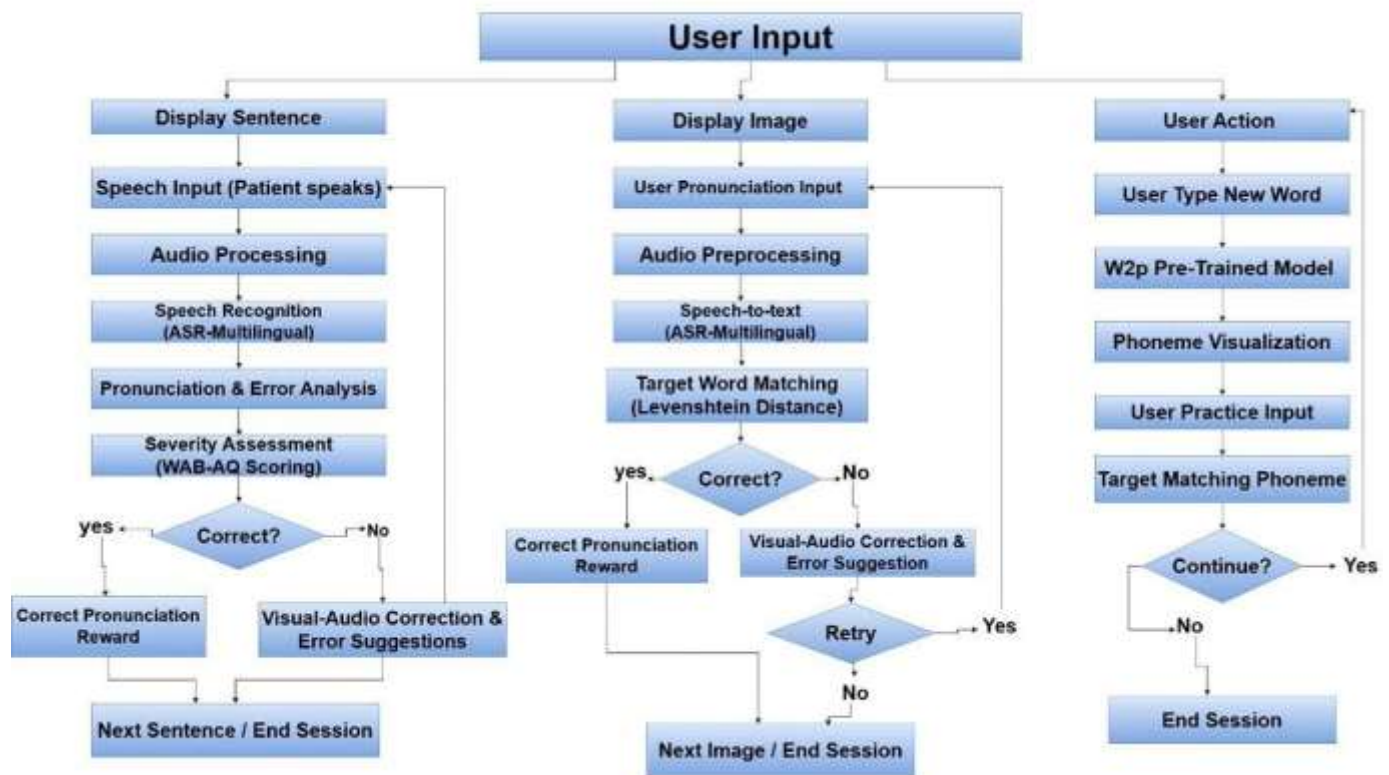 User Input
Display Sentence
Speech Input (Patient speaks)
Audio Processing
Speech Recognition
(ASR-Multilingual)
Pronunciation & Error Analysis
Severity Assessment
(WAB-AQ Scoring)
Correct?
yes
No
Correct Pronunciation
Reward
Visual-Audio Correction &
Error Suggestions
Next Sentence / End Session
Display Image
User Pronunciation Input
Audio Preprocessing
Speech-to-text
(ASR-Multilingual)
Target Word Matching
(Levenshtein Distance)
Correct?
yes
No
Correct Pronunciation
Reward
Visual-Audio Correction &
Error Suggestion
Retry
Yes
No
Next Image / End Session
User Action
User Type New Word
W2p Pre-Trained Model
Phoneme Visualization
User Practice Input
Target Matching Phoneme
Continue?
Yes
No
End Session